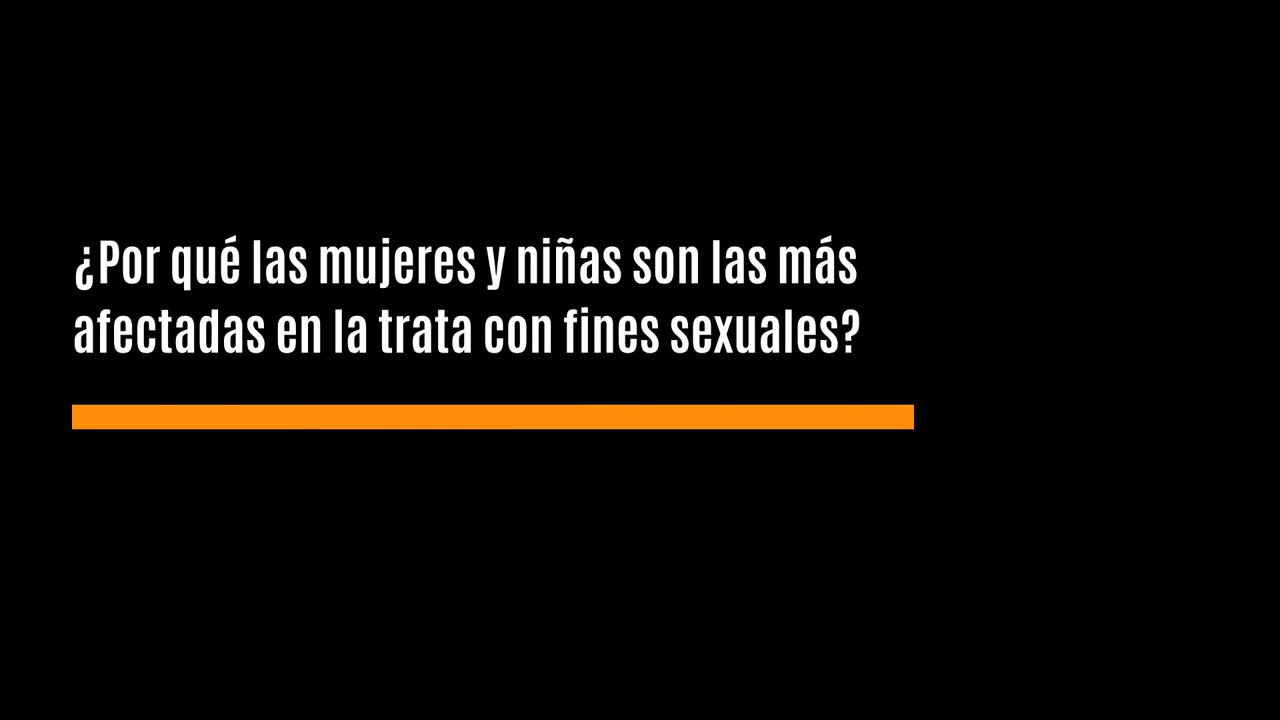 ¿Por qué las mujeres y niñas son las más
afectadas en la trata con fines sexuales?